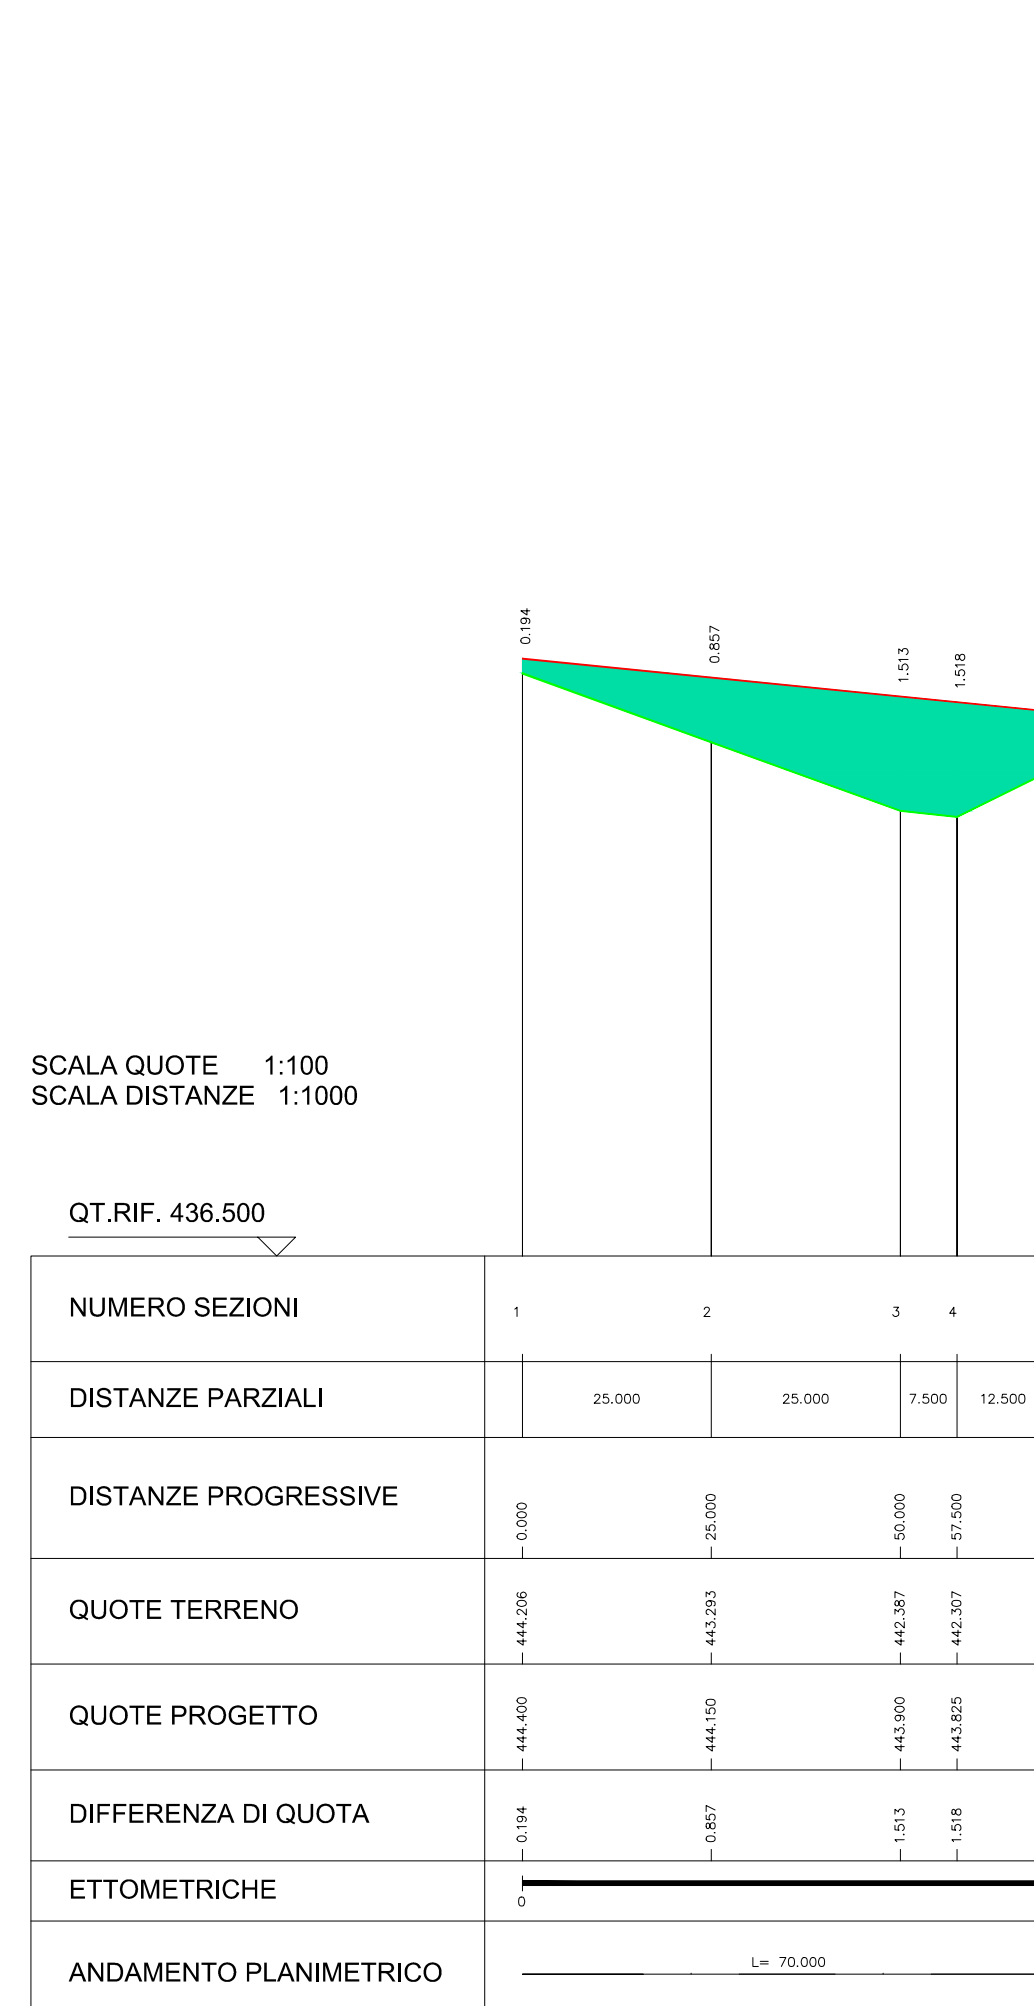 0.194 0.857 1.513 1.518
SCALA QUOTE 1:100
SCALA DISTANZE 1:1000
QT.RIF. 436.500
NUMERO SEZIONI 1 2 3 4
DISTANZE PARZIALI 25.000 25.000 7.500 12.500
DISTANZE PROGRESSIVE 0.000 25.000 50.000 57.500
QUOTE TERRENO 444.206 443.293 442.387 442.307
QUOTE PROGETTO 444.400 444.150 443.900 443.825
DIFFERENZA DI QUOTA 0.194 0.857 1.513 1.518
ETTOMETRICHE 0
ANDAMENTO PLANIMETRICO L= 70.000